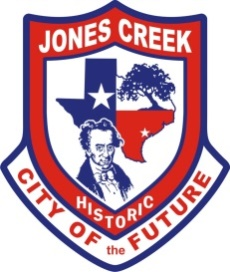 JONES CREEK
HISTORIC
CITY OF the FUTURE